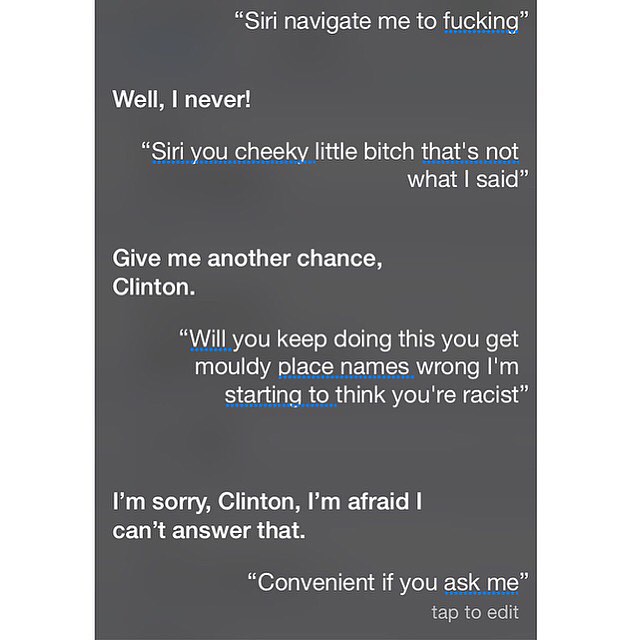 “Siri navigate me to fucking”
Well, I never!
“Siri you cheeky little bitch that's not
what I said”
Give me another chance,
Clinton.
“Will you keep doing this you get
mouldy place names wrong I'm
starting to think you're racist”
I’m sorry, Clinton, I’m afraid I
can’t answer that.
“Convenient if you ask me”
tap to edit